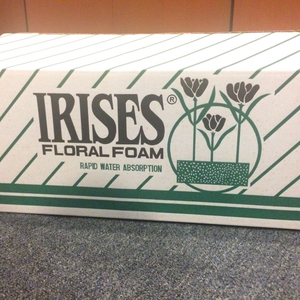 IRISES®
FLORAL FOAM
RAPID WATER ABSORPTION